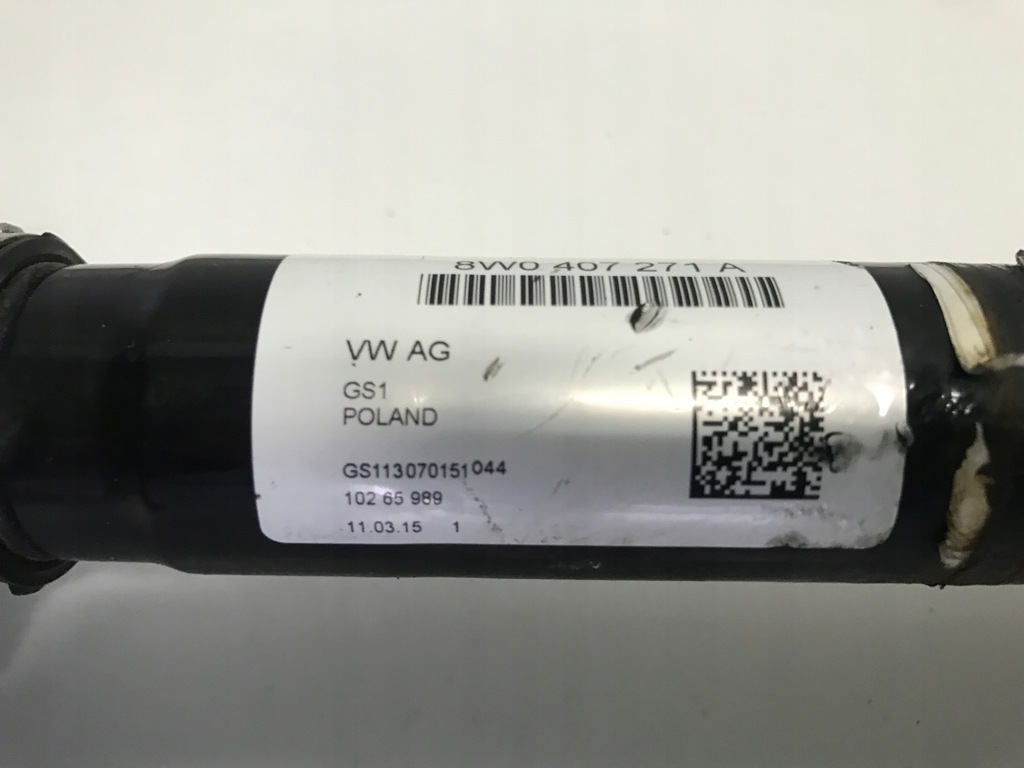 8W0 407 271 A
VW AG
GS1
POLAND
GS113070151044
102 65 989
11.03.15 1